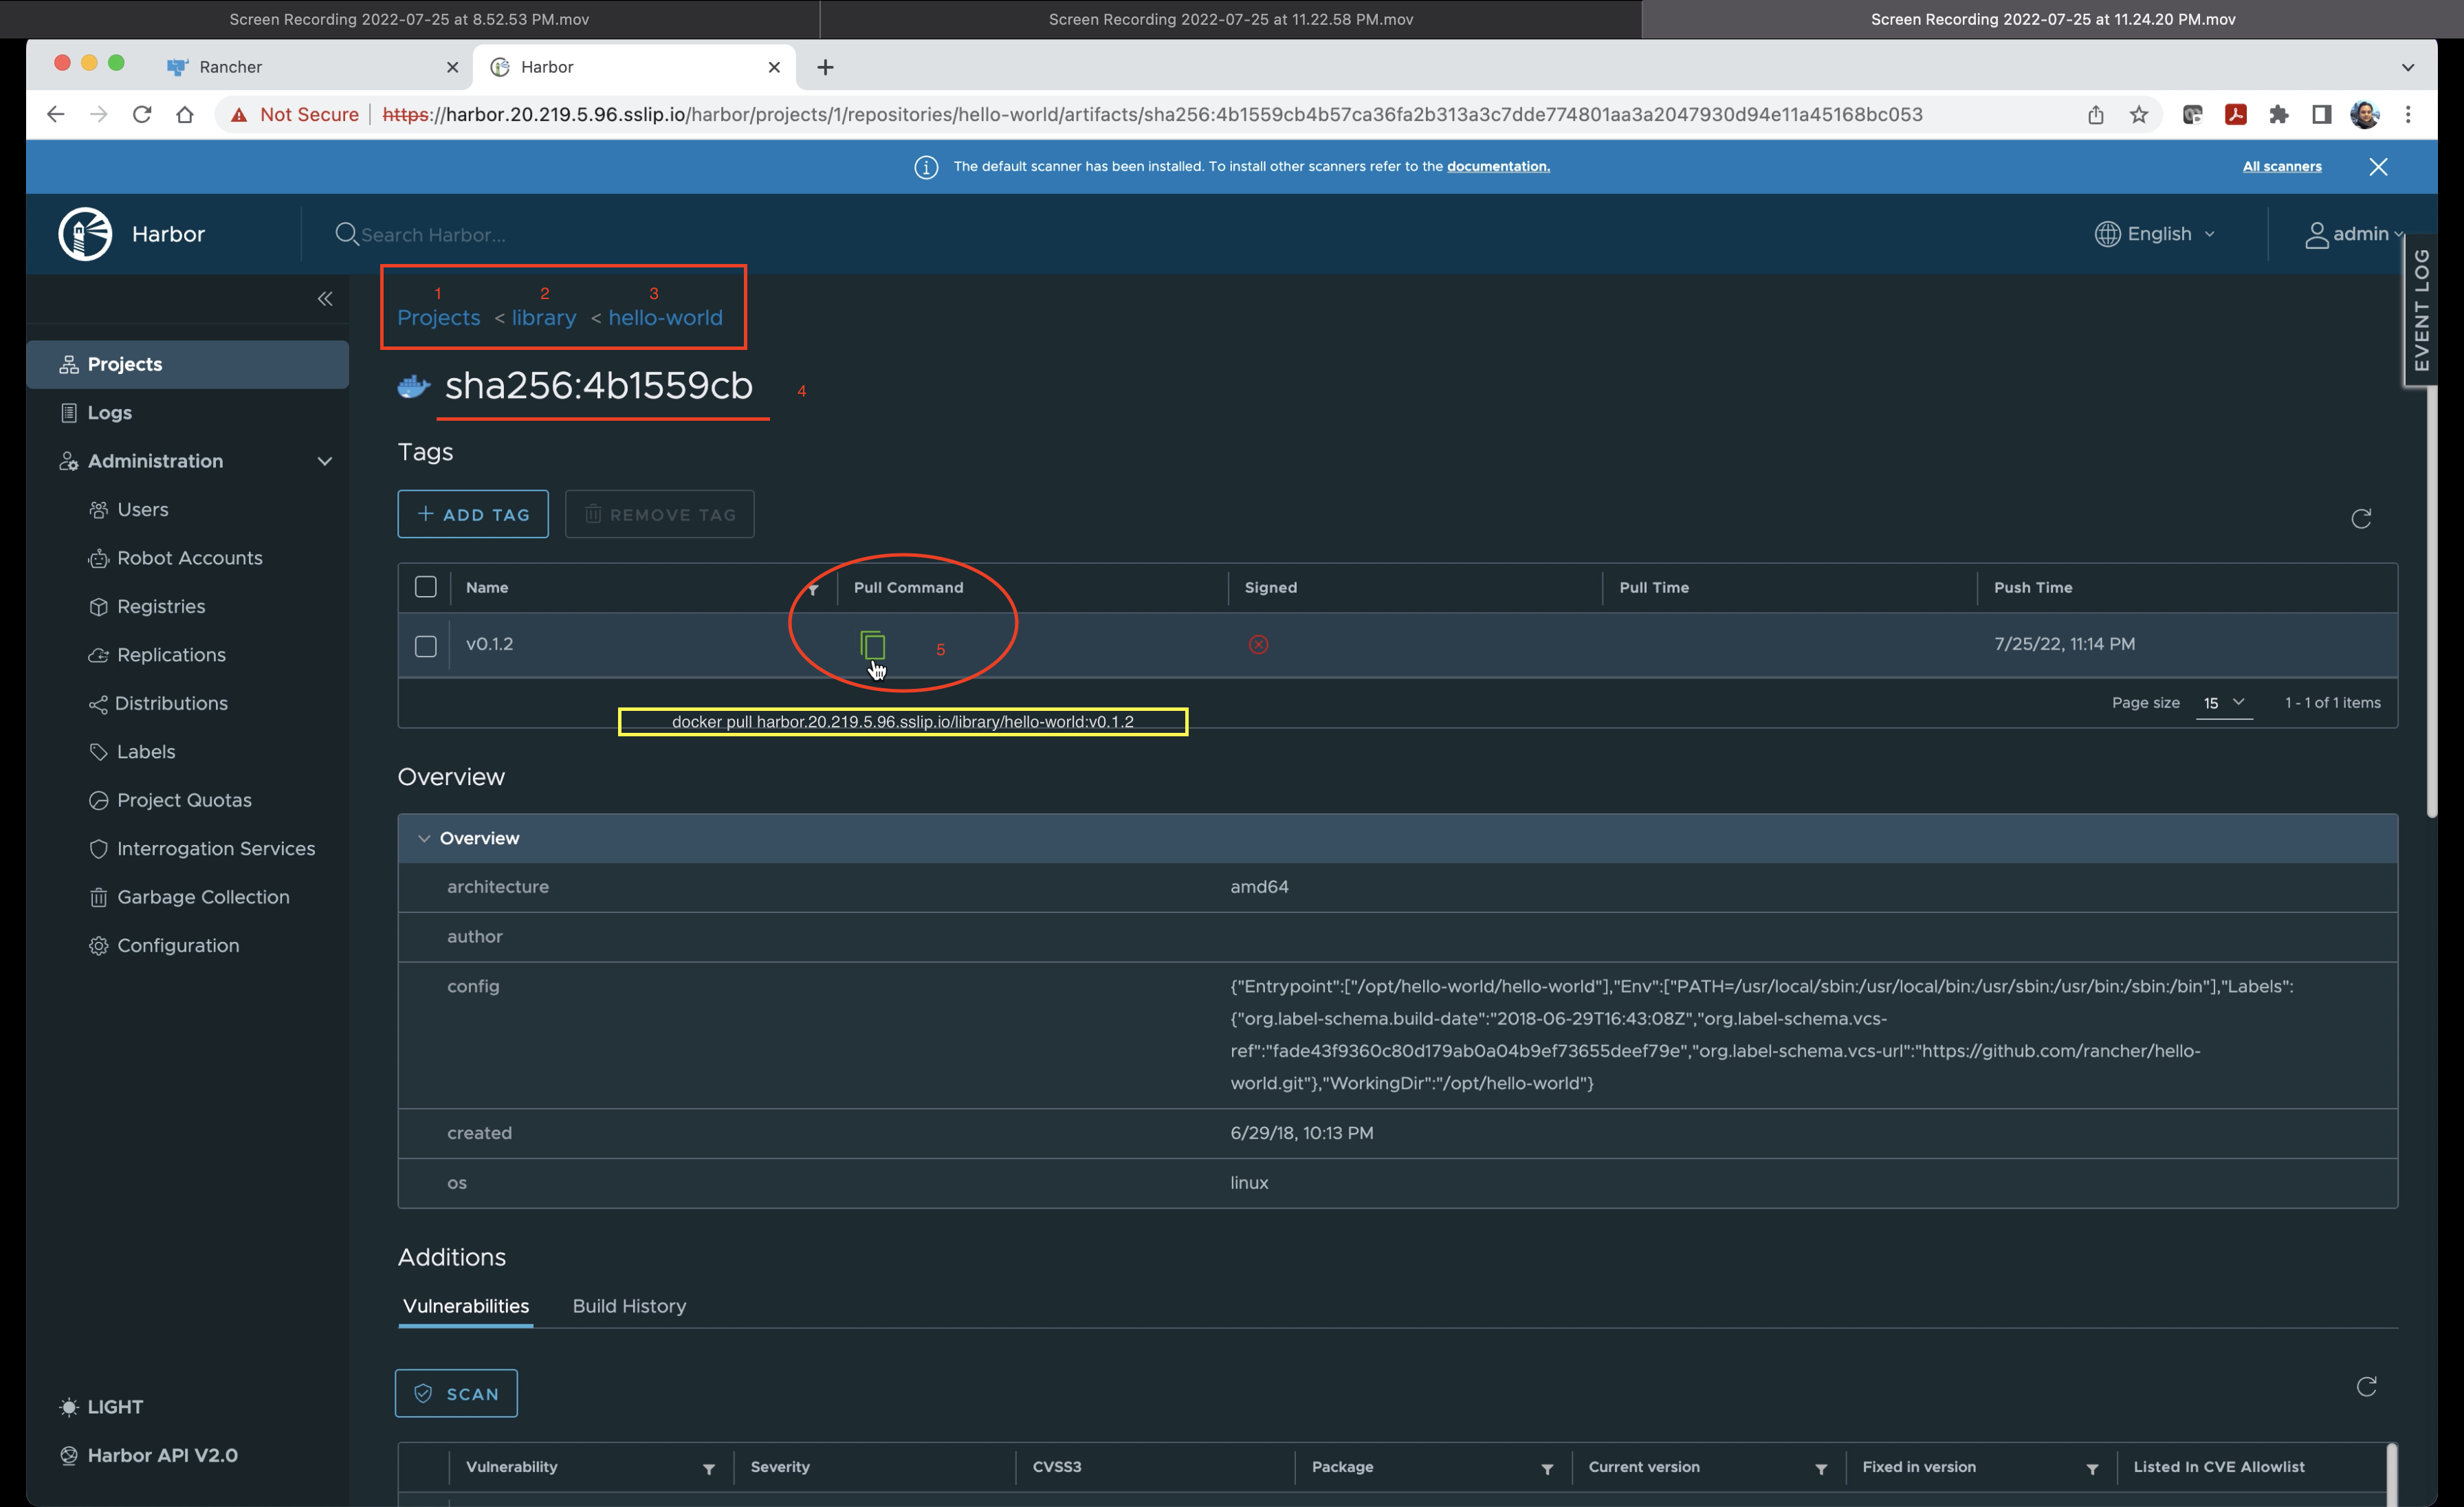 Screen Recording 2022-07-25 at 8.52.53 PM.mov
Screen Recording 2022-07-25 at 11.22.58 PM.mov
Screen Recording 2022-07-25 at 11.24.20 PM.mov
Rancher
Harbor
Not Secure
https://harbor.20.219.5.96.sslip.io/harbor/projects/1/repositories/hello-world/artifacts/sha256:4b1559cb4b57ca36fa2b313a3c7dde774801aa3a2047930d94e11a45168bc053
The default scanner has been installed. To install other scanners refer to the documentation.
All scanners
Harbor
Search Harbor...
English
admin
EVENT LOG
1 2 3
Projects < library < hello-world
sha256:4b1559cb 4
Projects
Logs
Administration
Users
Robot Accounts
Registries
Replications
Distributions
Labels
Project Quotas
Interrogation Services
Garbage Collection
Configuration
LIGHT
Harbor API V2.0
Tags
+ ADD TAG
REMOVE TAG
Name Pull Command Signed Pull Time Push Time
v0.1.2 5 7/25/22, 11:14 PM
Page size 15 1 - 1 of 1 items
docker pull harbor.20.219.5.96.sslip.io/library/hello-world:v0.1.2
Overview
Overview
architecture amd64
author
config {"Entrypoint":["/opt/hello-world/hello-world"],"Env":["PATH=/usr/local/sbin:/usr/local/bin:/usr/sbin:/usr/bin:/sbin:/bin"],"Labels":
{"org.label-schema.build-date":"2018-06-29T16:43:08Z","org.label-schema.vcs-
ref":"fade43f9360c80d179ab0a04b9ef73655deef79e","org.label-schema.vcs-url":"https://github.com/rancher/hello-
world.git"},"WorkingDir":"/opt/hello-world"}
created 6/29/18, 10:13 PM
os linux
Additions
Vulnerabilities Build History
SCAN
Vulnerability Severity CVSS3 Package Current version Fixed in version Listed In CVE Allowlist